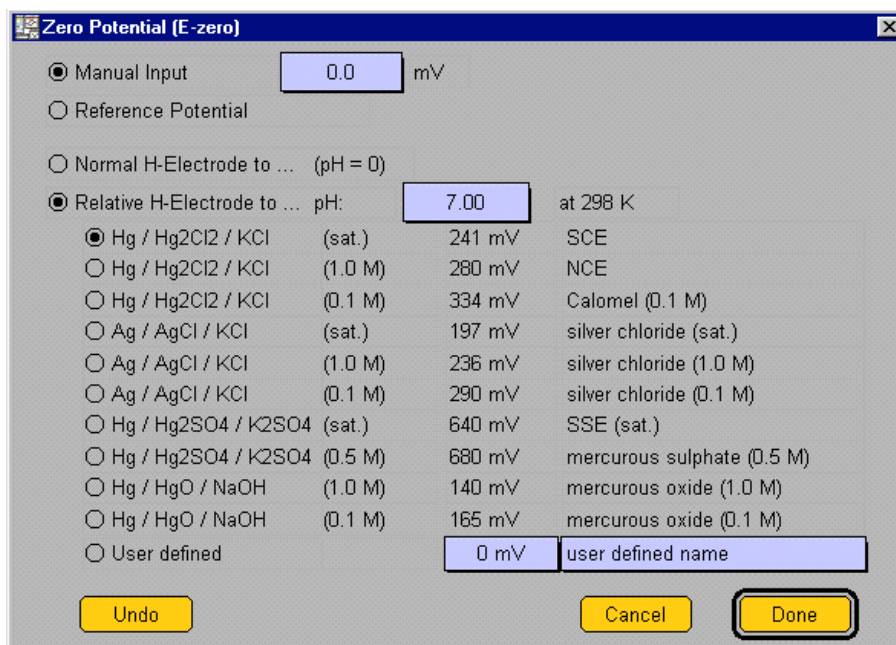 Zero Potential (E-zero)
Manual Input 0.0 mV
Reference Potential
Normal H-Electrode to ... (pH = 0)
Relative H-Electrode to ... pH: 7.00 at 298 K
Hg / Hg2Cl2 / KCl (sat.) 241 mV SCE
Hg / Hg2Cl2 / KCl (1.0 M) 280 mV NCE
Hg / Hg2Cl2 / KCl (0.1 M) 334 mV Calomel (0.1 M)
Ag / AgCl / KCl (sat.) 197 mV silver chloride (sat.)
Ag / AgCl / KCl (1.0 M) 236 mV silver chloride (1.0 M)
Ag / AgCl / KCl (0.1 M) 290 mV silver chloride (0.1 M)
Hg / Hg2SO4 / K2SO4 (sat.) 640 mV SSE (sat.)
Hg / Hg2SO4 / K2SO4 (0.5 M) 680 mV mercurous sulphate (0.5 M)
Hg / HgO / NaOH (1.0 M) 140 mV mercurous oxide (1.0 M)
Hg / HgO / NaOH (0.1 M) 165 mV mercurous oxide (0.1 M)
User defined 0 mV user defined name
Undo Cancel Done